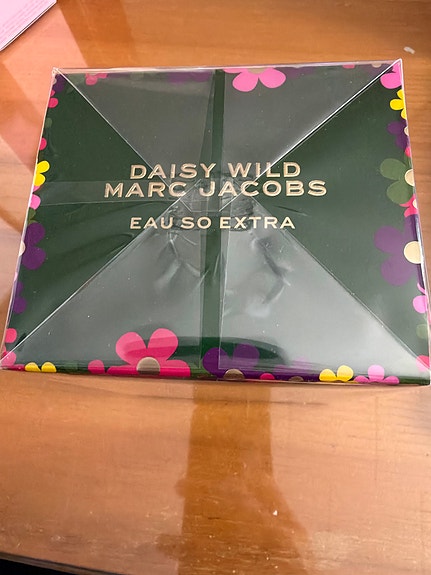 DAISY WILD
MARC JACOBS
EAU SO EXTRA